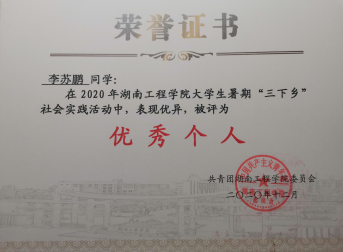 荣誉证书
李苏鹏 同学：
在2020年湖南工程学院大学生暑期“三下乡”
社会实践活动中，表现优异，被评为
优秀个人
共青团湖南工程学院委员会
二〇二〇年十二月